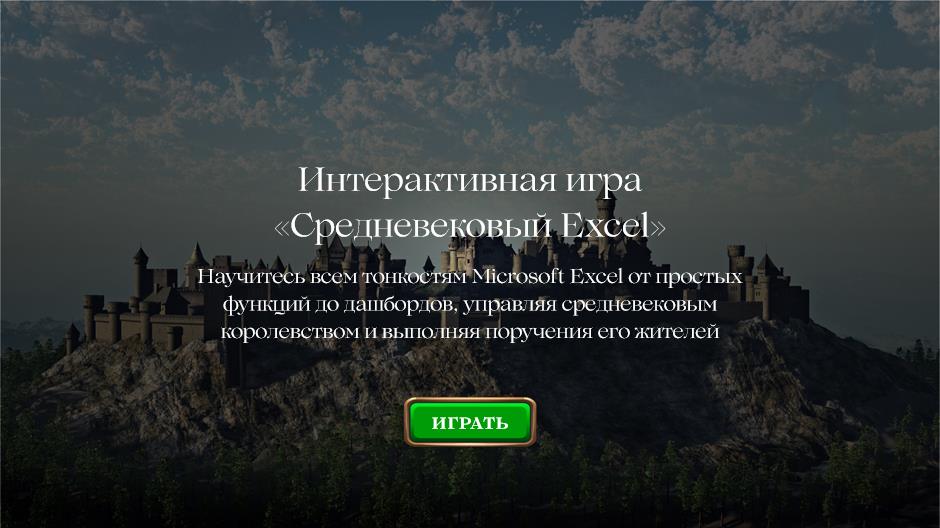 Интерактивная игра
«Средневековый Excel»
Научитесь всем тонкостям Microsoft Excel от простых
функций до дашбордов, управляя средневековым
королевством и выполняя поручения его жителей
ИГРАТЬ